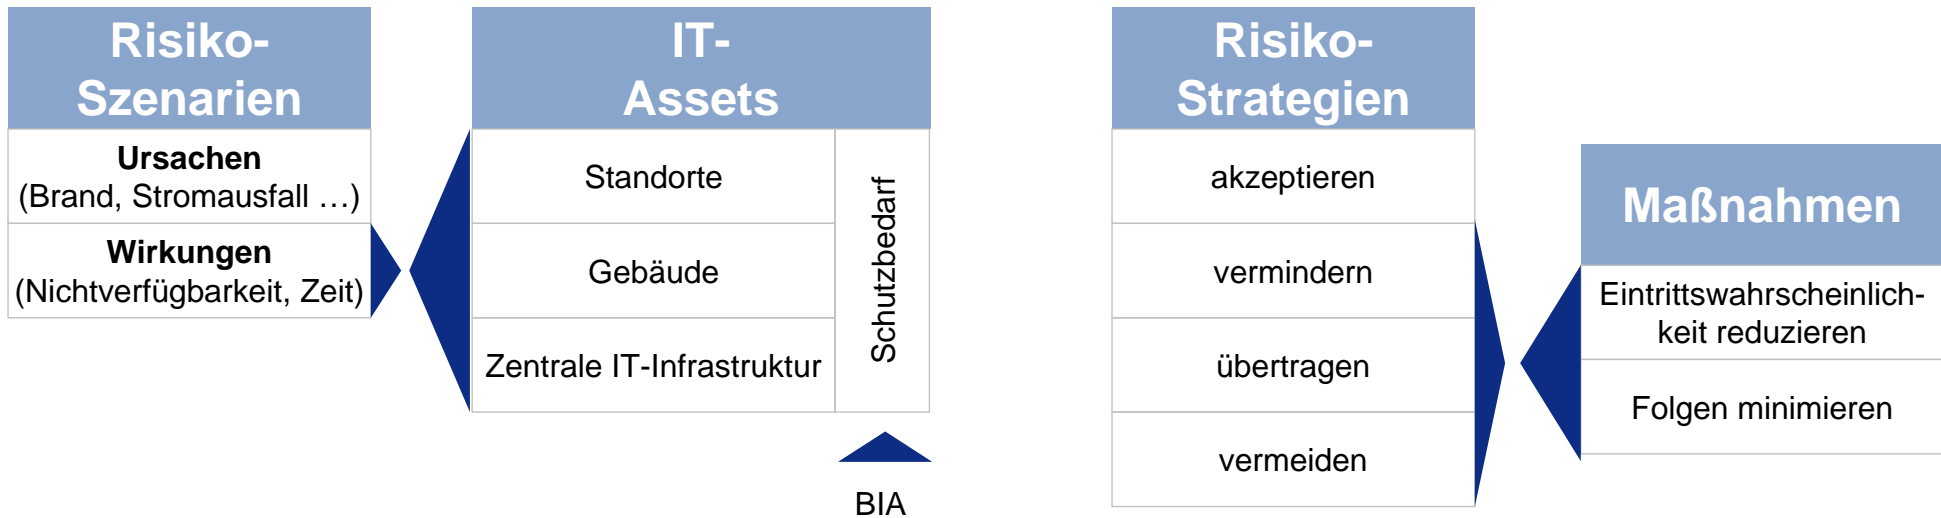 Risiko-
Szenarien
Ursachen
(Brand, Stromausfall …)
Wirkungen
(Nichtverfügbarkeit, Zeit)
IT-
Assets
Standorte
Gebäude
Zentrale IT-Infrastruktur
Schutzbedarf
BIA
Risiko-
Strategien
akzeptieren
vermindern
übertragen
vermeiden
Maßnahmen
Eintrittswahrscheinlich-
keit reduzieren
Folgen minimieren